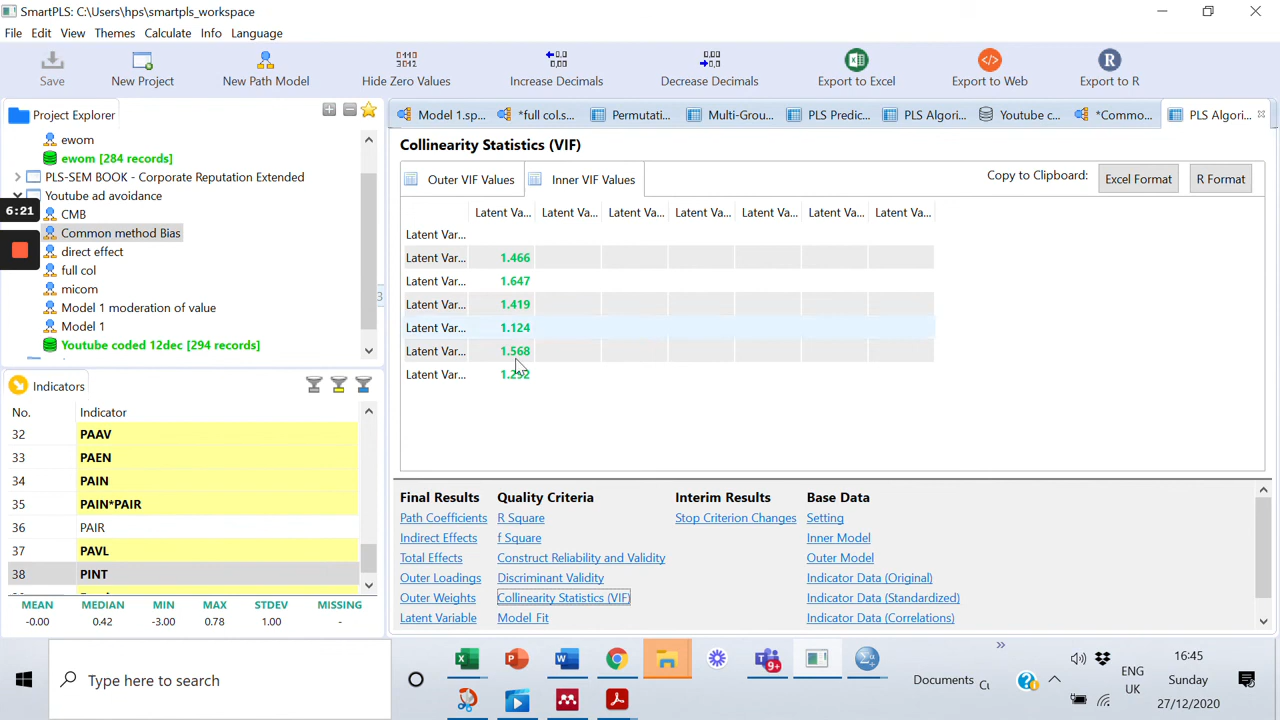 SmartPLS: C:\Users\hps\smartpls_workspace
File Edit View Themes Calculate Info Language
Save New Project New Path Model Hide Zero Values Increase Decimals Decrease Decimals Export to Excel Export to Web Export to R
Project Explorer
ewom
ewom [284 records]
PLS-SEM BOOK - Corporate Reputation Extended
Youtube ad avoidance
6:21
CMB
Common method Bias
direct effect
full col
micom
Model 1 moderation of value
Model 1
Youtube coded 12dec [294 records]
Indicators
No. Indicator
32 PAAV
33 PAEN
34 PAIN
35 PAIN*PAIR
36 PAIR
37 PAVL
38 PINT
MEAN MEDIAN MIN MAX STDEV MISSING
-0.00 0.42 -3.00 0.78 1.00 -
Model 1.sp... *full col.s... Permutati... Multi-Grou... PLS Predic... PLS Algori... Youtube c... *Commo... PLS Algori...
Collinearity Statistics (VIF)
Outer VIF Values Inner VIF Values Copy to Clipboard: Excel Format R Format
Latent Va... Latent Va... Latent Va... Latent Va... Latent Va... Latent Va... Latent Va...
Latent Var...
Latent Var... 1.466
Latent Var... 1.647
Latent Var... 1.419
Latent Var... 1.124
Latent Var... 1.568
Latent Var...
Final Results Quality Criteria Interim Results Base Data
Path Coefficients R Square Stop Criterion Changes Setting
Indirect Effects f Square Inner Model
Total Effects Construct Reliability and Validity Outer Model
Outer Loadings Discriminant Validity Indicator Data (Original)
Outer Weights Collinearity Statistics (VIF) Indicator Data (Standardized)
Latent Variable Model Fit Indicator Data (Correlations)
Type here to search
9+
Documents
ENG
UK
16:45
Sunday
27/12/2020